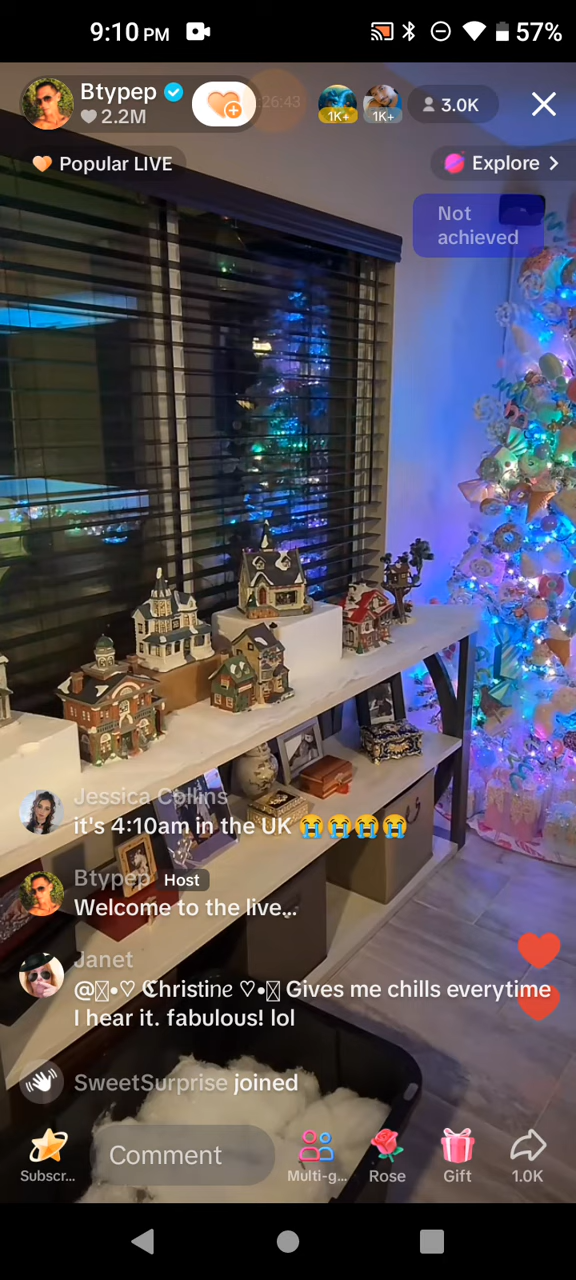 9:10 PM
57%
Btypep
2.2M
:26:43
1K+
1K+
3.0K
Popular LIVE
Explore
Not
achieved
Jessica Collins
it's 4:10am in the UK 😭😭😭😭
Btypep Host
Welcome to the live...
Janet
@ •♡ ℭ𝔥𝔯𝔦𝔰𝔱𝔦𝔫𝔢 ♡• Gives me chills everytime
I hear it. fabulous! lol
SweetSurprise joined
Comment
Subscr...
Multi-g...
Rose
Gift
1.0K